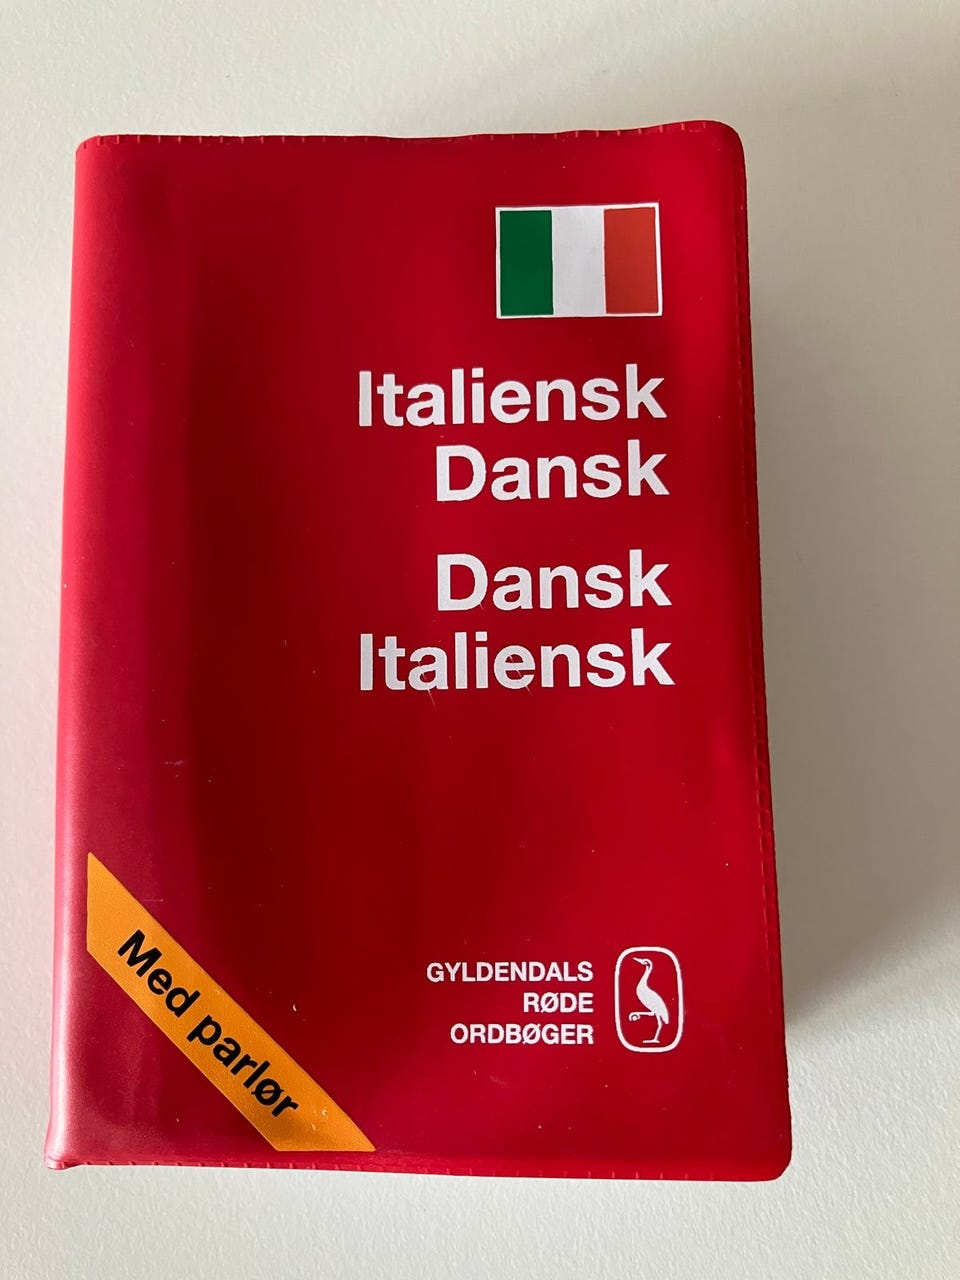 Italiensk
Dansk
Dansk
Italiensk
Med parlør
GYLDENDALS
RØDE
ORDBØGER